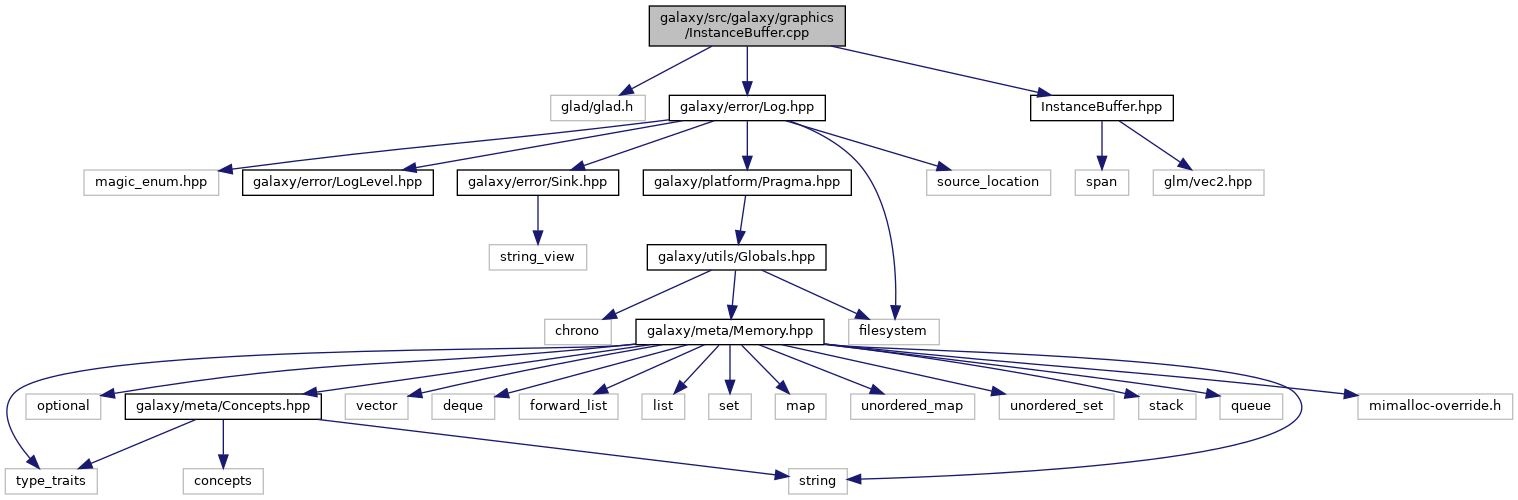 galaxy/src/galaxy/graphics
/InstanceBuffer.cpp
glad/glad.h
galaxy/error/Log.hpp
InstanceBuffer.hpp
magic_enum.hpp
galaxy/error/LogLevel.hpp
galaxy/error/Sink.hpp
galaxy/platform/Pragma.hpp
source_location
span
glm/vec2.hpp
string_view
galaxy/utils/Globals.hpp
chrono
galaxy/meta/Memory.hpp
filesystem
optional
galaxy/meta/Concepts.hpp
vector
deque
forward_list
list
set
map
unordered_map
unordered_set
stack
queue
mimalloc-override.h
type_traits
concepts
string